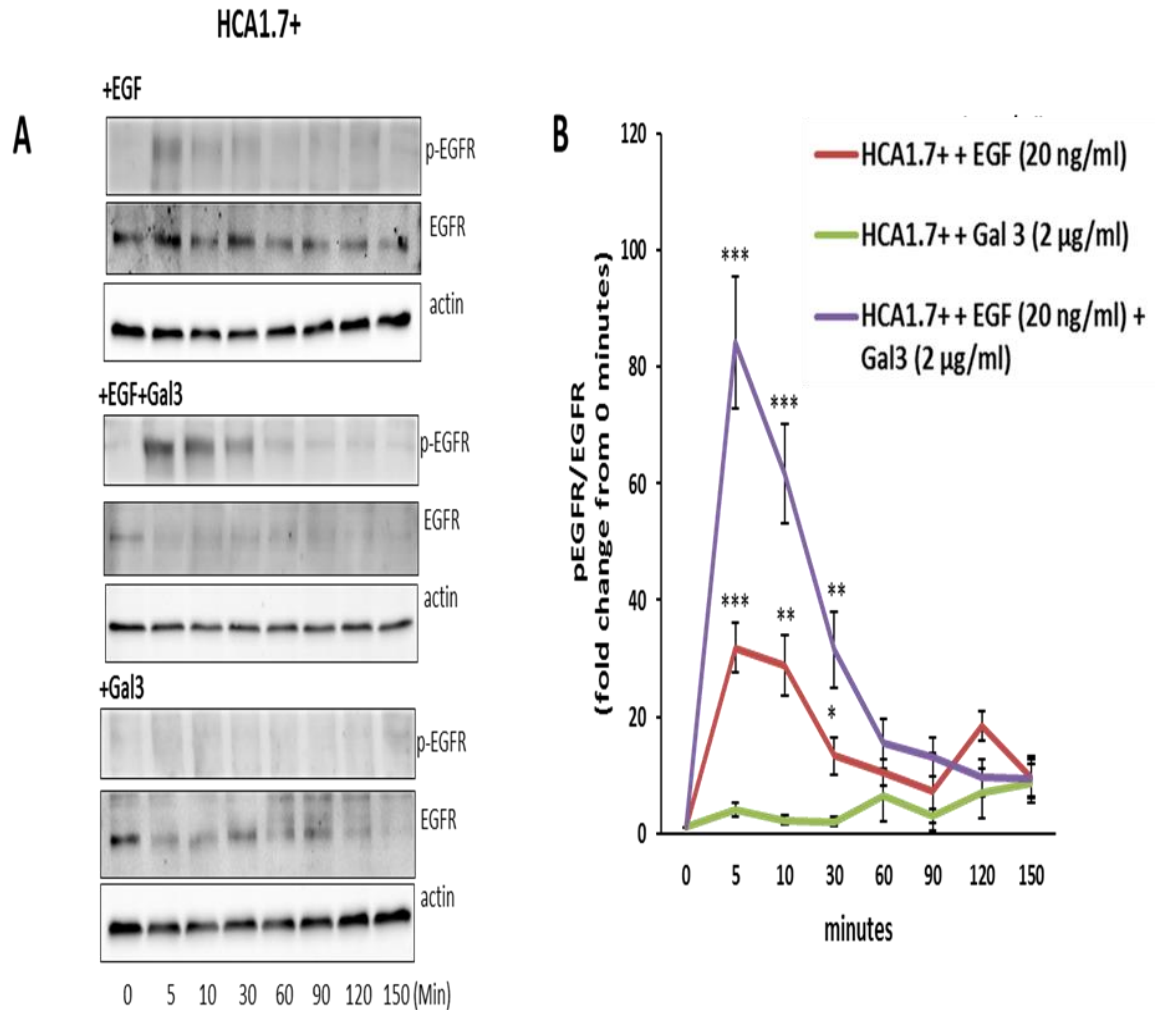 HCA1.7+
A
+EGF
p-EGFR
EGFR
actin
+EGF+Gal3
p-EGFR
EGFR
actin
+Gal3
p-EGFR
EGFR
actin
0 5 10 30 60 90 120 150 (Min)
B
pEGFR/EGFR
(fold change from 0 minutes)
120
100
80
60
40
20
0
***
***
***
**
**
*
HCA1.7+ + EGF (20 ng/ml)
HCA1.7+ + Gal 3 (2 µg/ml)
HCA1.7+ + EGF (20 ng/ml) +
Gal3 (2 µg/ml)
0 5 10 30 60 90 120 150
minutes